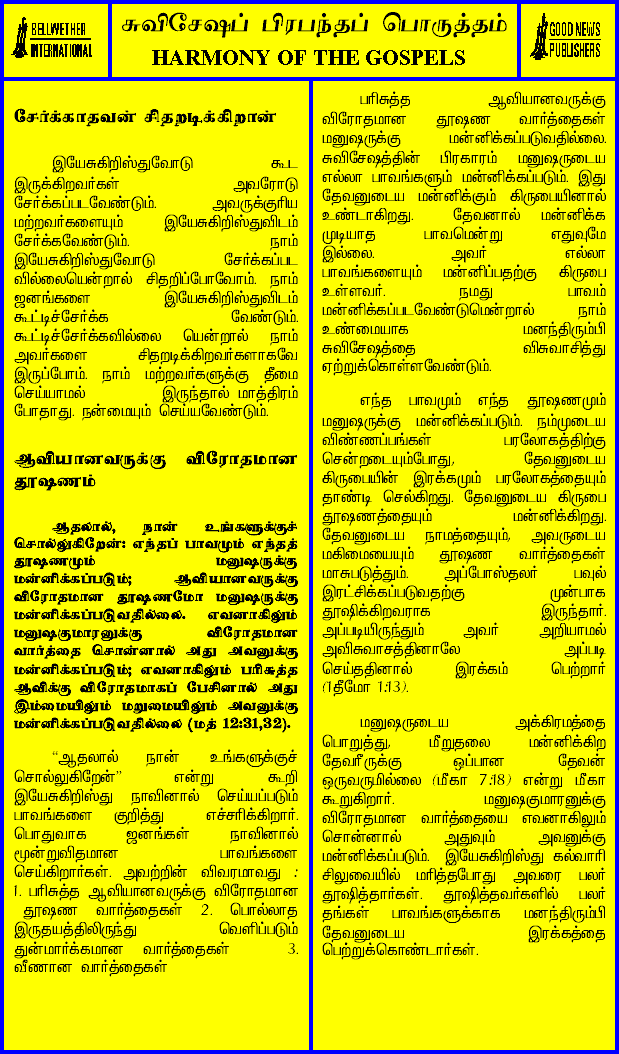 BELLWETHER
INTERNATIONAL
சுவிசேஷப் பிரபந்தப் பொருத்தம்
HARMONY OF THE GOSPELS
GOOD NEWS
PUBLISHERS
சேர்க்காதவன் சிதறடிக்கிறான்
இயேசுகிறிஸ்துவோடு கூட
இருக்கிறவர்கள் அவரோடு
சேர்க்கப்படவேண்டும். அவருக்குரிய
மற்றவர்களையும் இயேசுகிறிஸ்துவிடம்
சேர்க்கவேண்டும். நாம்
இயேசுகிறிஸ்துவோடு சேர்க்கப்பட
வில்லையென்றால் சிதறிப்போவோம். நாம்
ஜனங்களை இயேசுகிறிஸ்துவிடம்
கூட்டிச்சேர்க்க வேண்டும்.
கூட்டிச்சேர்க்கவில்லை யென்றால் நாம்
அவர்களை சிதறடிக்கிறவர்களாகவே
இருப்போம். நாம் மற்றவர்களுக்கு தீமை
செய்யாமல் இருந்தால் மாத்திரம்
போதாது. நன்மையும் செய்யவேண்டும்.
ஆவியானவருக்கு விரோதமான
தூஷணம்
ஆதலால், நான் உங்களுக்குச்
சொல்லுகிறேன்: எந்தப் பாவமும் எந்தத்
தூஷணமும் மனுஷருக்கு
மன்னிக்கப்படும்; ஆவியானவருக்கு
விரோதமான தூஷணமோ மனுஷருக்கு
மன்னிக்கப்படுவதில்லை. எவனாகிலும்
மனுஷகுமாரனுக்கு விரோதமான
வார்த்தை சொன்னால் அது அவனுக்கு
மன்னிக்கப்படும்; எவனாகிலும் பரிசுத்த
ஆவிக்கு விரோதமாகப் பேசினால் அது
இம்மையிலும் மறுமையிலும் அவனுக்கு
மன்னிக்கப்படுவதில்லை (மத் 12:31,32).
"ஆதலால் நான் உங்களுக்குச்
சொல்லுகிறேன்" என்று கூறி
இயேசுகிறிஸ்து நாவினால் செய்யப்படும்
பாவங்களை குறித்து எச்சரிக்கிறார்.
பொதுவாக ஜனங்கள் நாவினால்
மூன்றுவிதமான பாவங்களை
செய்கிறார்கள். அவற்றின் விவரமாவது :
1. பரிசுத்த ஆவியானவருக்கு விரோதமான
தூஷண வார்த்தைகள் 2. பொல்லாத
இருதயத்திலிருந்து வெளிப்படும்
துன்மார்க்கமான வார்த்தைகள் 3.
வீணான வார்த்தைகள்
பரிசுத்த ஆவியானவருக்கு
விரோதமான தூஷண வார்த்தைகள்
மனுஷருக்கு மன்னிக்கப்படுவதில்லை.
சுவிசேஷத்தின் பிரகாரம் மனுஷருடைய
எல்லா பாவங்களும் மன்னிக்கப்படும். இது
தேவனுடைய மன்னிக்கும் கிருபையினால்
உண்டாகிறது. தேவனால் மன்னிக்க
முடியாத பாவமென்று எதுவுமே
இல்லை. அவர் எல்லா
பாவங்களையும் மன்னிப்பதற்கு கிருபை
உள்ளவர். நமது பாவம்
மன்னிக்கப்படவேண்டுமென்றால் நாம்
உண்மையாக மனந்திரும்பி
சுவிசேஷத்தை விசுவாசித்து
ஏற்றுக்கொள்ளவேண்டும்.
எந்த பாவமும் எந்த தூஷணமும்
மனுஷருக்கு மன்னிக்கப்படும். நம்முடைய
விண்ணப்பங்கள் பரலோகத்திற்கு
சென்றடையும்போது, தேவனுடைய
கிருபையின் இரக்கமும் பரலோகத்தையும்
தாண்டி செல்கிறது. தேவனுடைய கிருபை
தூஷணத்தையும் மன்னிக்கிறது.
தேவனுடைய நாமத்தையும், அவருடைய
மகிமையையும் தூஷண வார்த்தைகள்
மாசுபடுத்தும். அப்போஸ்தலர் பவுல்
இரட்சிக்கப்படுவதற்கு முன்பாக
தூஷிக்கிறவராக இருந்தார்.
அப்படியிருந்தும் அவர் அறியாமல்
அவிசுவாசத்தினாலே அப்படி
செய்ததினால் இரக்கம் பெற்றார்
(1தீமோ 1:13).
மனுஷருடைய அக்கிரமத்தை
பொறுத்து, மீறுதலை மன்னிக்கிற
தேவரீருக்கு ஒப்பான தேவன்
ஒருவருமில்லை (மீகா 7:18) என்று மீகா
கூறுகிறார். மனுஷகுமாரனுக்கு
விரோதமான வார்த்தையை எவனாகிலும்
சொன்னால் அதுவும் அவனுக்கு
மன்னிக்கப்படும். இயேசுகிறிஸ்து கல்வாரி
சிலுவையில் மரித்தபோது அவரை பலர்
தூஷித்தார்கள். தூஷித்தவர்களில் பலர்
தங்கள் பாவங்களுக்காக மனந்திரும்பி
தேவனுடைய இரக்கத்தை
பெற்றுக்கொண்டார்கள்.